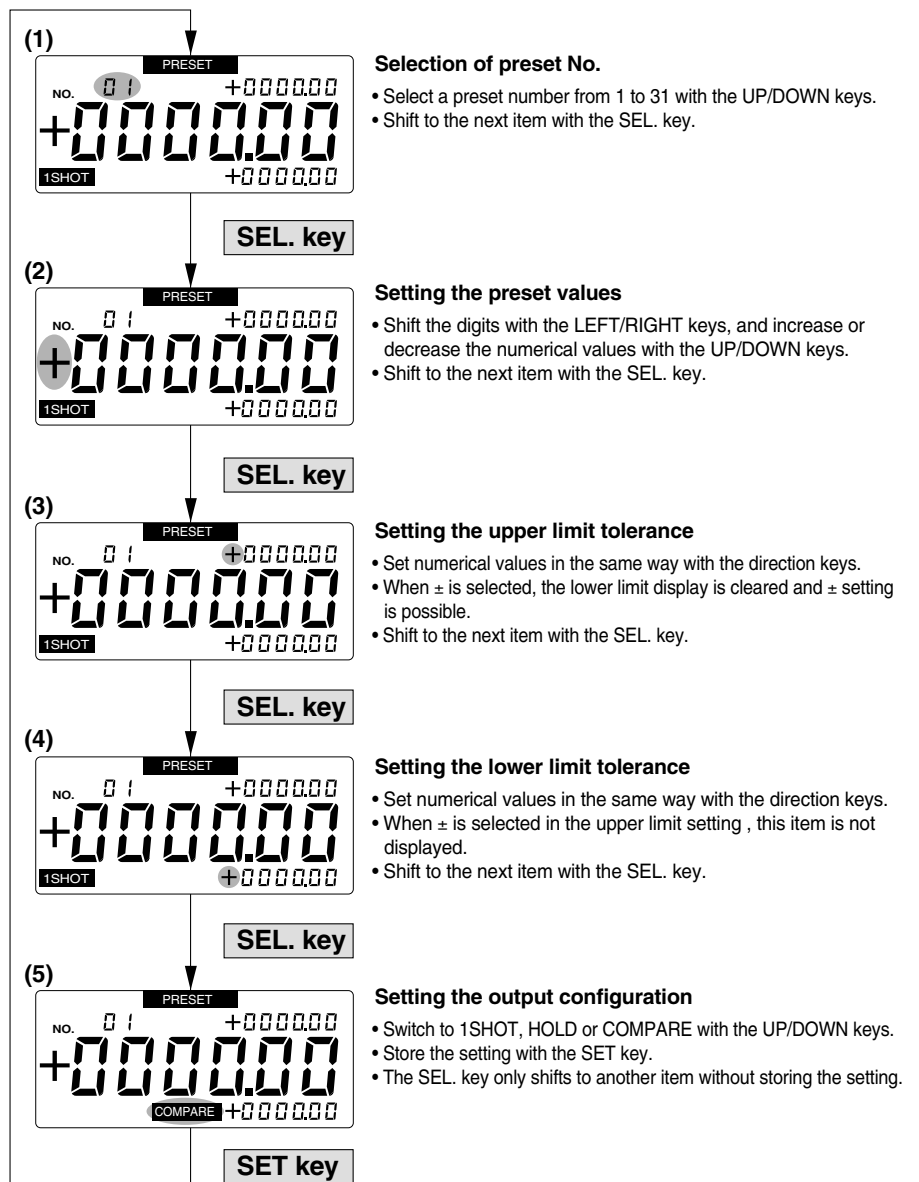 (1)
PRESET
NO. 01 +0000.00
+0000.00
1SHOT +0000.00
Selection of preset No.
• Select a preset number from 1 to 31 with the UP/DOWN keys.
• Shift to the next item with the SEL. key.
SEL. key
(2)
PRESET
NO. 01 +0000.00
+0000.00
1SHOT +0000.00
Setting the preset values
• Shift the digits with the LEFT/RIGHT keys, and increase or
decrease the numerical values with the UP/DOWN keys.
• Shift to the next item with the SEL. key.
SEL. key
(3)
PRESET
NO. 01 +0000.00
+0000.00
1SHOT +0000.00
Setting the upper limit tolerance
• Set numerical values in the same way with the direction keys.
• When ± is selected, the lower limit display is cleared and ± setting
is possible.
• Shift to the next item with the SEL. key.
SEL. key
(4)
PRESET
NO. 01 +0000.00
+0000.00
1SHOT +0000.00
Setting the lower limit tolerance
• Set numerical values in the same way with the direction keys.
• When ± is selected in the upper limit setting , this item is not
displayed.
• Shift to the next item with the SEL. key.
SEL. key
(5)
PRESET
NO. 01 +0000.00
+0000.00
COMPARE +0000.00
Setting the output configuration
• Switch to 1SHOT, HOLD or COMPARE with the UP/DOWN keys.
• Store the setting with the SET key.
• The SEL. key only shifts to another item without storing the setting.
SET key